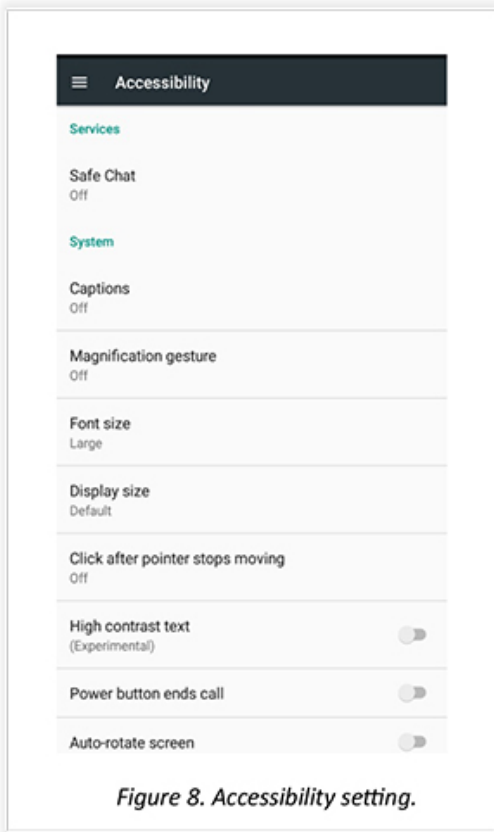 Accessibility
Services
Safe Chat
Off
System
Captions
Off
Magnification gesture
Off
Font size
Large
Display size
Default
Click after pointer stops moving
Off
High contrast text
(Experimental)
Power button ends call
Auto-rotate screen
Figure 8. Accessibility setting.